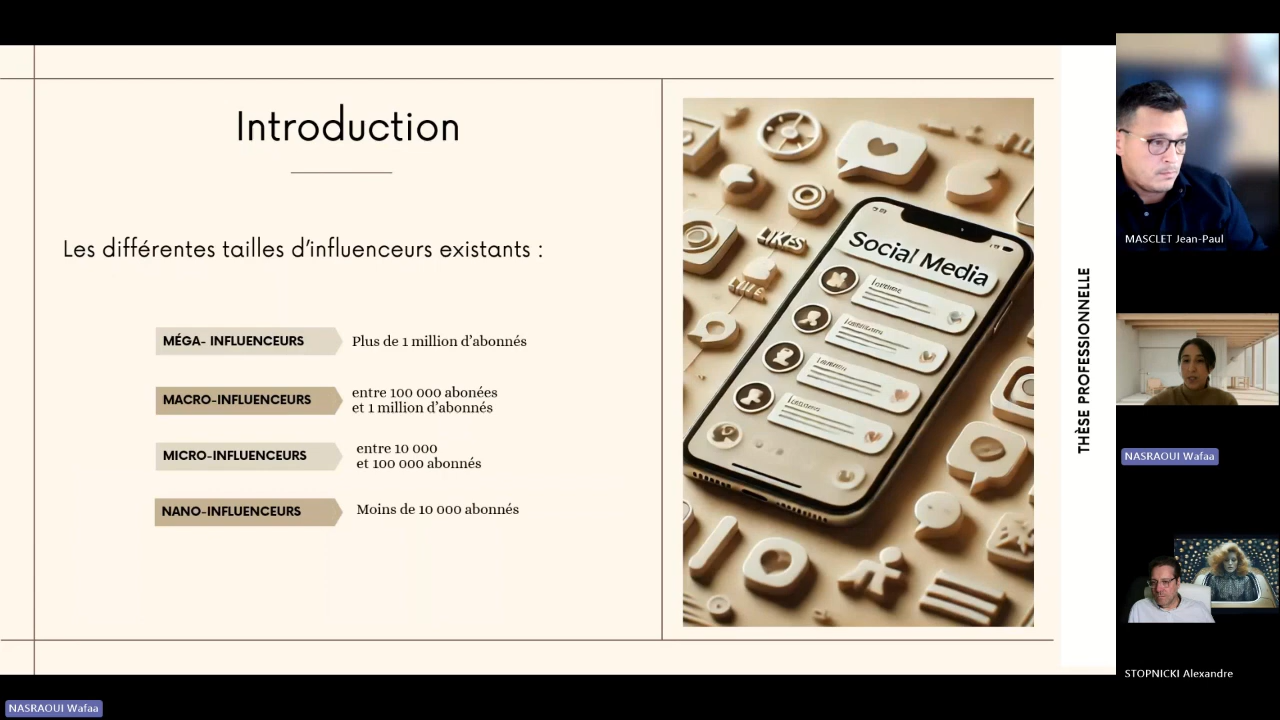 Introduction
Les différentes tailles d'influenceurs existants :
MÉGA- INFLUENCEURS
Plus de 1 million d'abonnés
MACRO-INFLUENCEURS
entre 100 000 abonées
et 1 million d'abonnés
MICRO-INFLUENCEURS
entre 10 000
et 100 000 abonnés
NANO-INFLUENCEURS
Moins de 10 000 abonnés
LIKES
LIKE
Social Media
THÈSE PROFESSIONNELLE
MASCLET Jean-Paul
NASRAOUI Wafaa
STOPNICKI Alexandre
NASRAOUI Wafaa